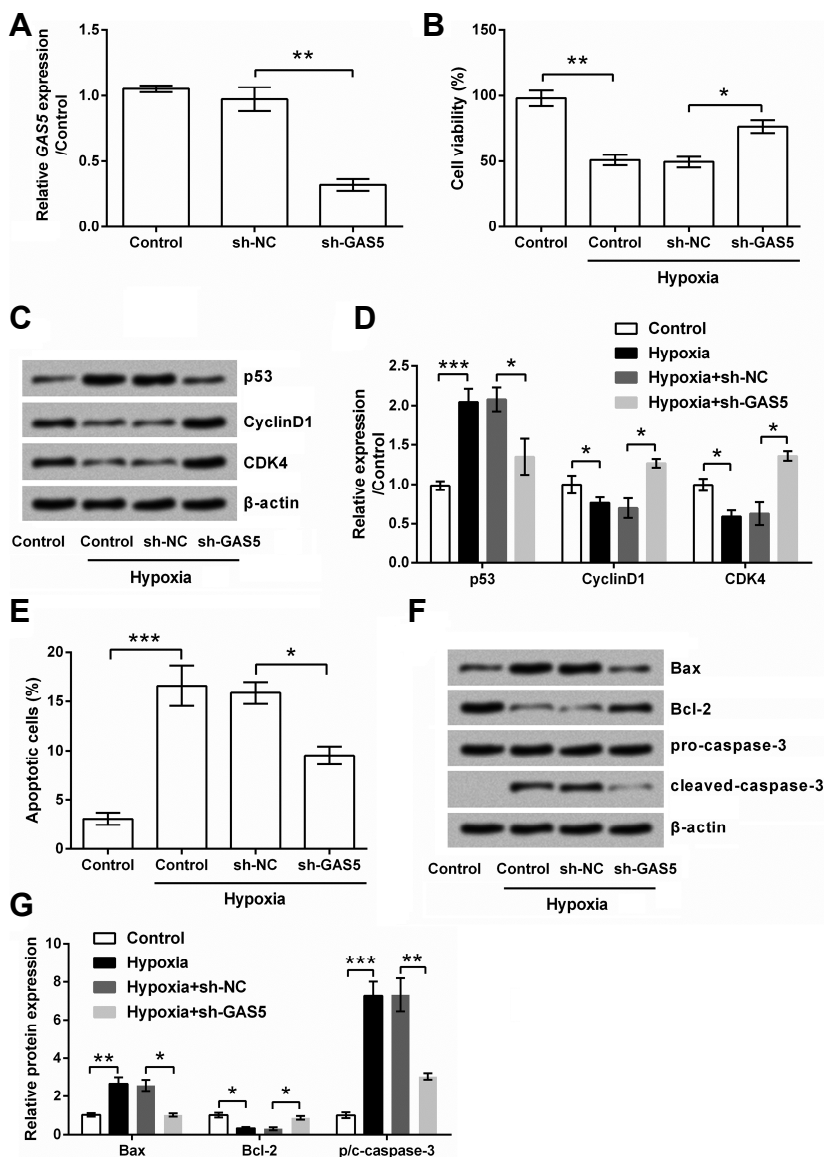 A
Relative GAS5 expression
/Control
1.5
1.0
0.5
0.0
**
Control sh-NC sh-GAS5
B
Cell viability (%)
150
100
50
0
**
*
Control Control sh-NC sh-GAS5
Hypoxia
C
p53
CyclinD1
CDK4
β-actin
Control Control sh-NC sh-GAS5
Hypoxia
D
Control
Hypoxia
Hypoxia+sh-NC
Hypoxia+sh-GAS5
Relative expression
/Control
2.5
2.0
1.5
1.0
0.5
0.0
*** *
* *
* *
p53 CyclinD1 CDK4
E
Apoptotic cells (%)
20
15
10
5
0
***
*
Control Control sh-NC sh-GAS5
Hypoxia
F
Bax
Bcl-2
pro-caspase-3
cleaved-caspase-3
β-actin
Control Control sh-NC sh-GAS5
Hypoxia
G
Control
Hypoxia
Hypoxia+sh-NC
Hypoxia+sh-GAS5
Relative protein expression
10
8
6
4
2
0
** *
* *
*** **
Bax Bcl-2 p/c-caspase-3